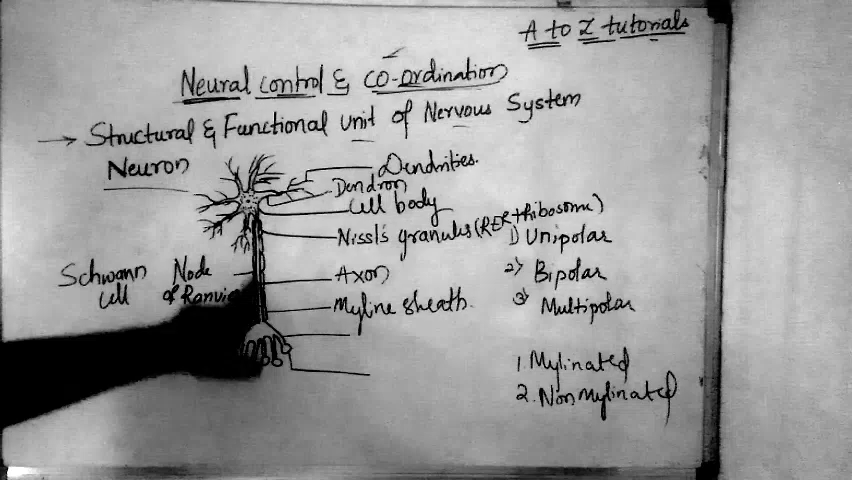 A to Z tutorials
Neural control & CO-Ordination
→ Structural & Functional unit of Nervous System
Neuron
Dendrities.
Dendron
Cell body
Nissl's granules (RER + ribosome)
1) Unipolar
Schwann Cell
Node of Ranvie
Axon
2) Bipolar
Myline sheath.
3) Multipolar
1. Mylinated
2. Non Mylinated